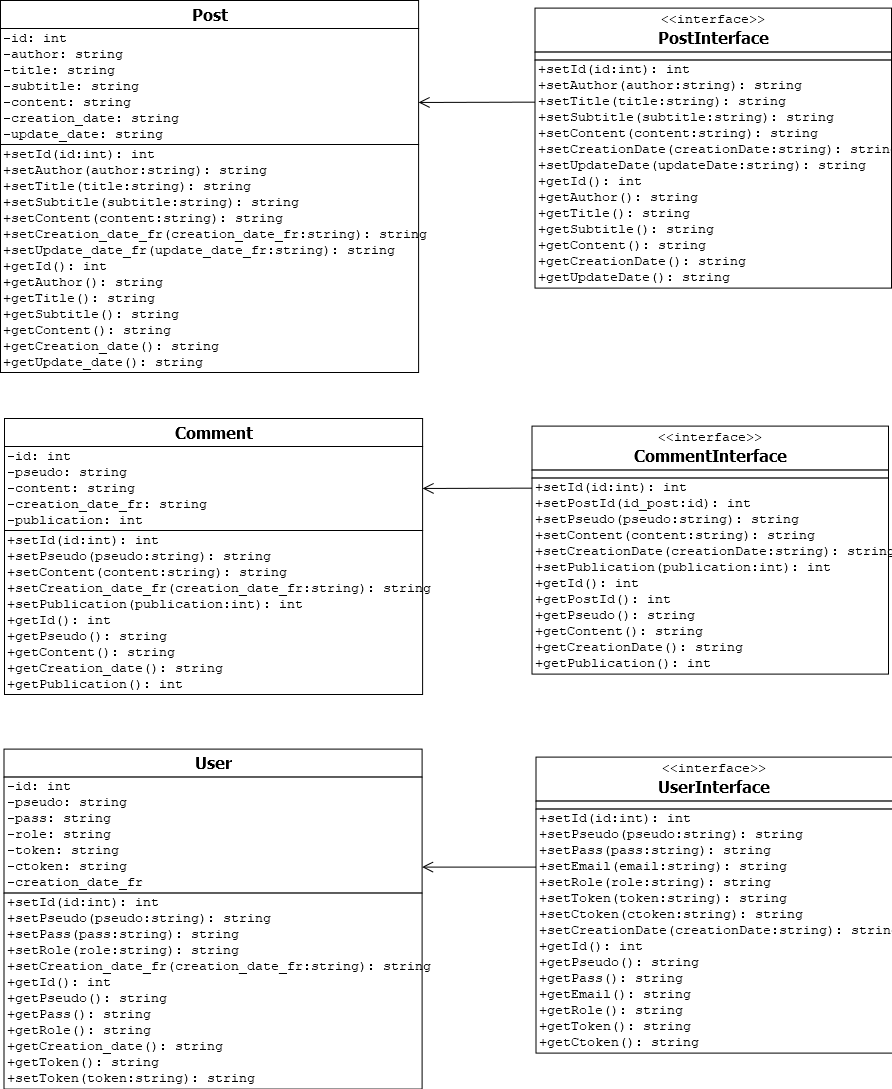 Post
-id: int
-author: string
-title: string
-subtitle: string
-content: string
-creation_date: string
-update_date: string
+setId(id:int): int
+setAuthor(author:string): string
+setTitle(title:string): string
+setSubtitle(subtitle:string): string
+setContent(content:string): string
+setCreation_date_fr(creation_date_fr:string): string
+setUpdate_date_fr(update_date_fr:string): string
+getId(): int
+getAuthor(): string
+getTitle(): string
+getSubtitle(): string
+getContent(): string
+getCreation_date(): string
+getUpdate_date(): string
<<interface>>
PostInterface
+setId(id:int): int
+setAuthor(author:string): string
+setTitle(title:string): string
+setSubtitle(subtitle:string): string
+setContent(content:string): string
+setCreationDate(creationDate:string): strin
+setUpdateDate(updateDate:string): string
+getId(): int
+getAuthor(): string
+getTitle(): string
+getSubtitle(): string
+getContent(): string
+getCreationDate(): string
+getUpdateDate(): string
Comment
-id: int
-pseudo: string
-content: string
-creation_date_fr: string
-publication: int
+setId(id:int): int
+setPseudo(pseudo:string): string
+setContent(content:string): string
+setCreation_date_fr(creation_date_fr:string): string
+setPublication(publication:int): int
+getId(): int
+getPseudo(): string
+getContent(): string
+getCreation_date(): string
+getPublication(): int
<<interface>>
CommentInterface
+setId(id:int): int
+setPostId(id_post:id): int
+setPseudo(pseudo:string): string
+setContent(content:string): string
+setCreationDate(creationDate:string): string
+setPublication(publication:int): int
+getId(): int
+getPostId(): int
+getPseudo(): string
+getContent(): string
+getCreationDate(): string
+getPublication(): int
User
-id: int
-pseudo: string
-pass: string
-role: string
-token: string
-ctoken: string
-creation_date_fr
+setId(id:int): int
+setPseudo(pseudo:string): string
+setPass(pass:string): string
+setRole(role:string): string
+setCreation_date_fr(creation_date_fr:string): string
+getId(): int
+getPseudo(): string
+getPass(): string
+getRole(): string
+getCreation_date(): string
+getToken(): string
+setToken(token:string): string
<<interface>>
UserInterface
+setId(id:int): int
+setPseudo(pseudo:string): string
+setPass(pass:string): string
+setEmail(email:string): string
+setRole(role:string): string
+setToken(token:string): string
+setCtoken(ctoken:string): string
+setCreationDate(creationDate:string): strin
+getId(): int
+getPseudo(): string
+getPass(): string
+getEmail(): string
+getRole(): string
+getToken(): string
+getCtoken(): string